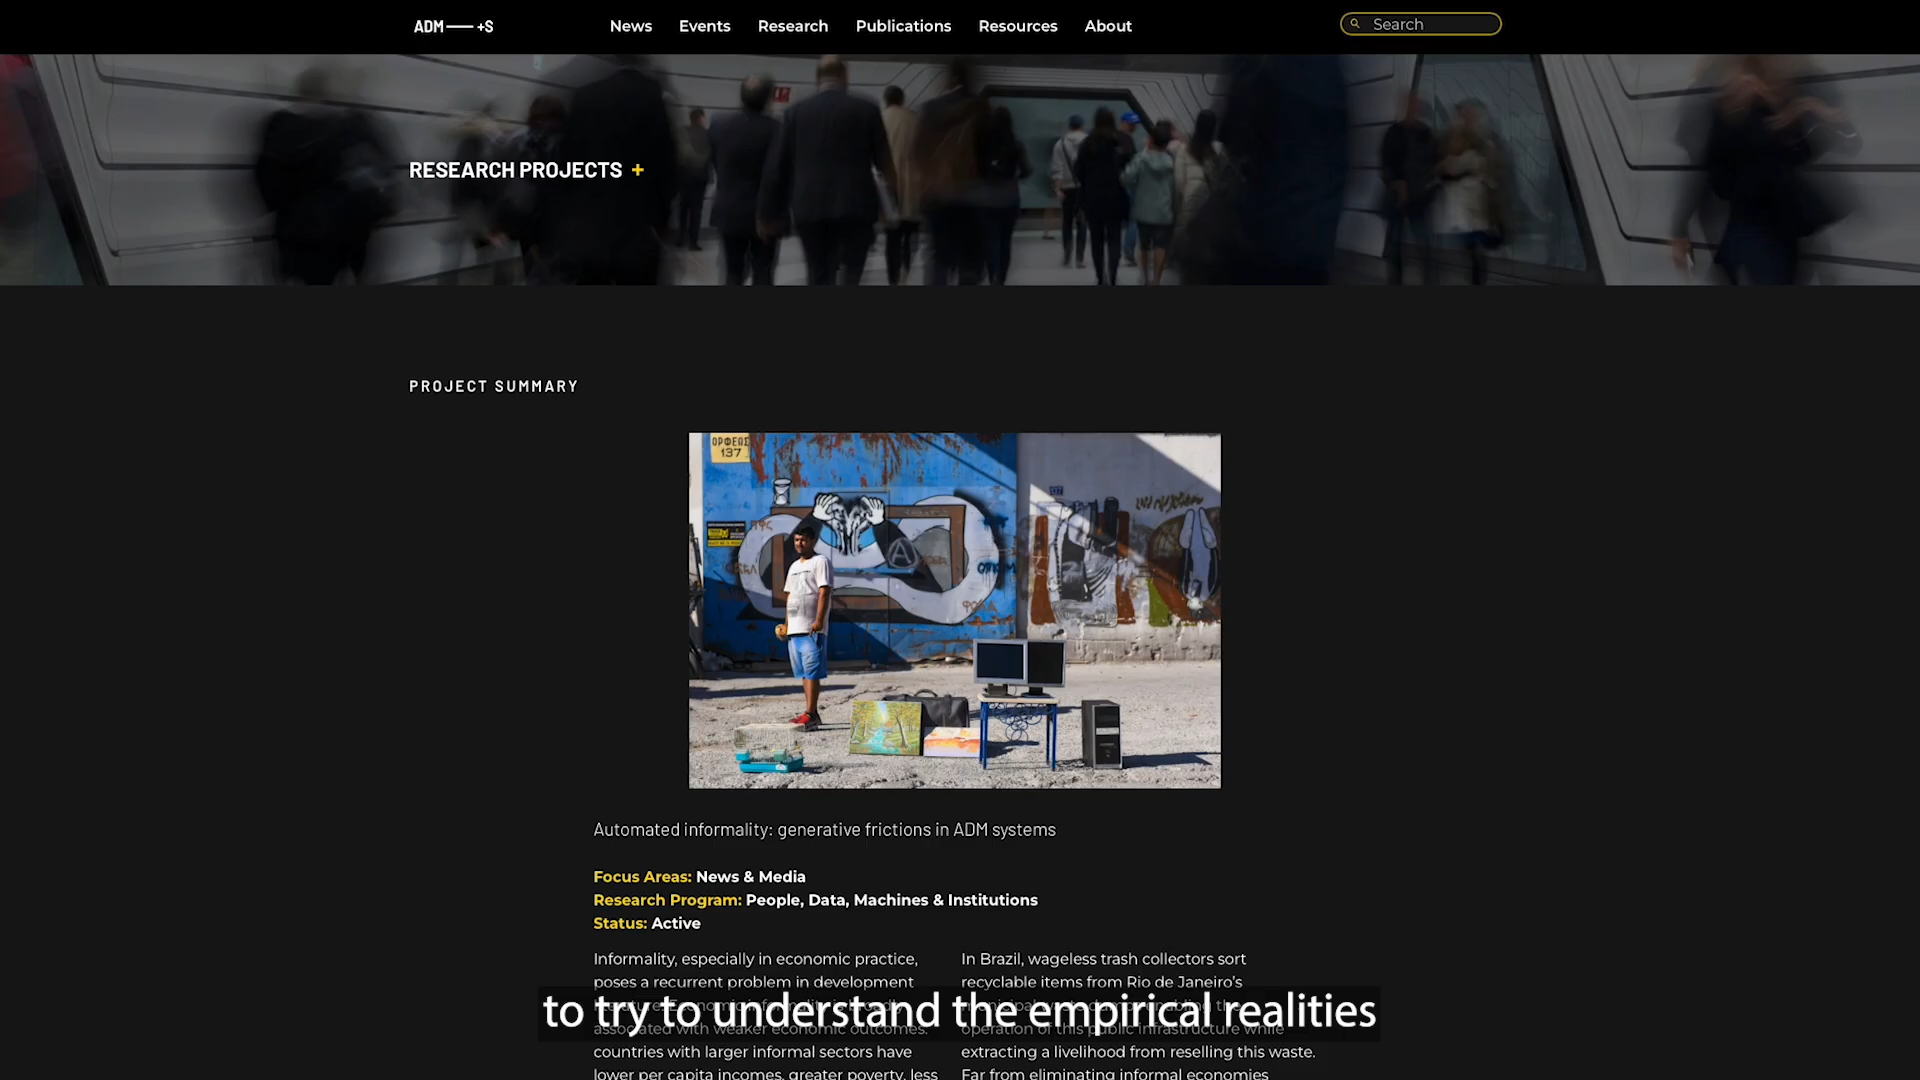 ADM +S
News Events Research Publications Resources About
Search
RESEARCH PROJECTS +
PROJECT SUMMARY
ΟΡΦΕΩΣ
137
Automated informality: generative frictions in ADM systems
Focus Areas: News & Media
Research Program: People, Data, Machines & Institutions
Status: Active
Informality, especially in economic practice,
poses a recurrent problem in development
associated with weaker economic outcomes:
countries with larger informal sectors have
lower per capita incomes, greater poverty, less
In Brazil, wageless trash collectors sort
recyclable items from Rio de Janeiro's
operation of this public infrastructure while
extracting a livelihood from reselling this waste.
Far from eliminating informal economies
to try to understand the empirical realities